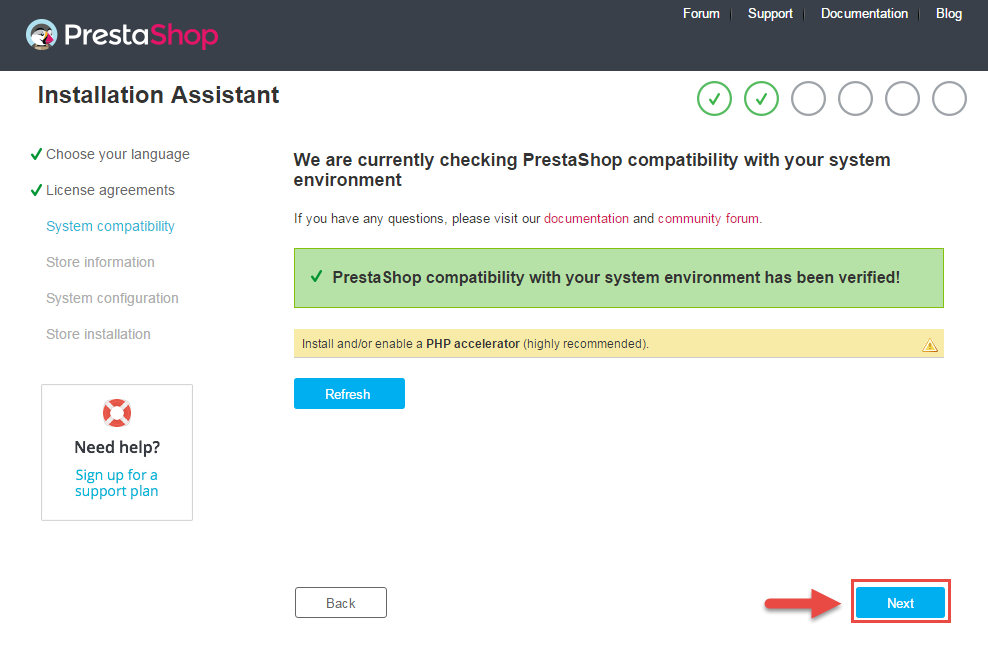 Forum
Support
Documentation
Blog
PrestaShop
Installation Assistant
Choose your language
License agreements
System compatibility
Store information
System configuration
Store installation
Need help?
Sign up for a
support plan
We are currently checking PrestaShop compatibility with your system
environment
If you have any questions, please visit our documentation and community forum.
PrestaShop compatibility with your system environment has been verified!
Install and/or enable a PHP accelerator (highly recommended).
Refresh
Back
Next